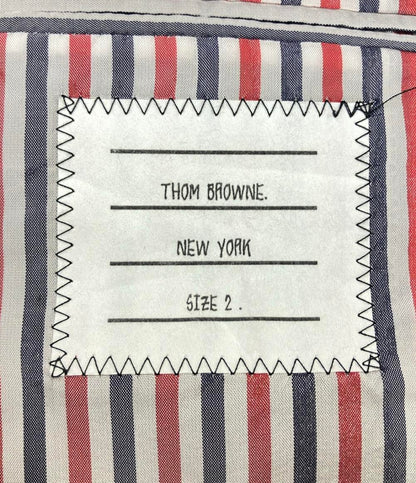 THOM BROWNE.
NEW YORK
SIZE 2 .